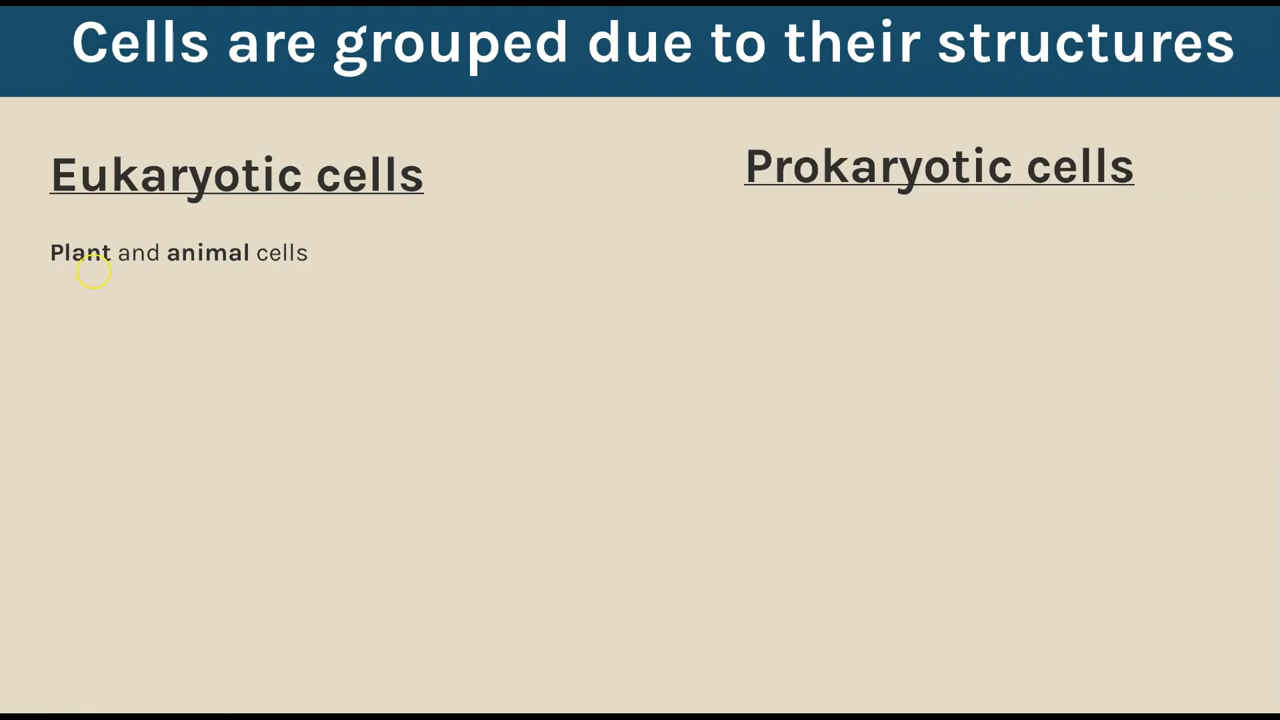 Cells are grouped due to their structures
Eukaryotic cells
Prokaryotic cells
Plant and animal cells